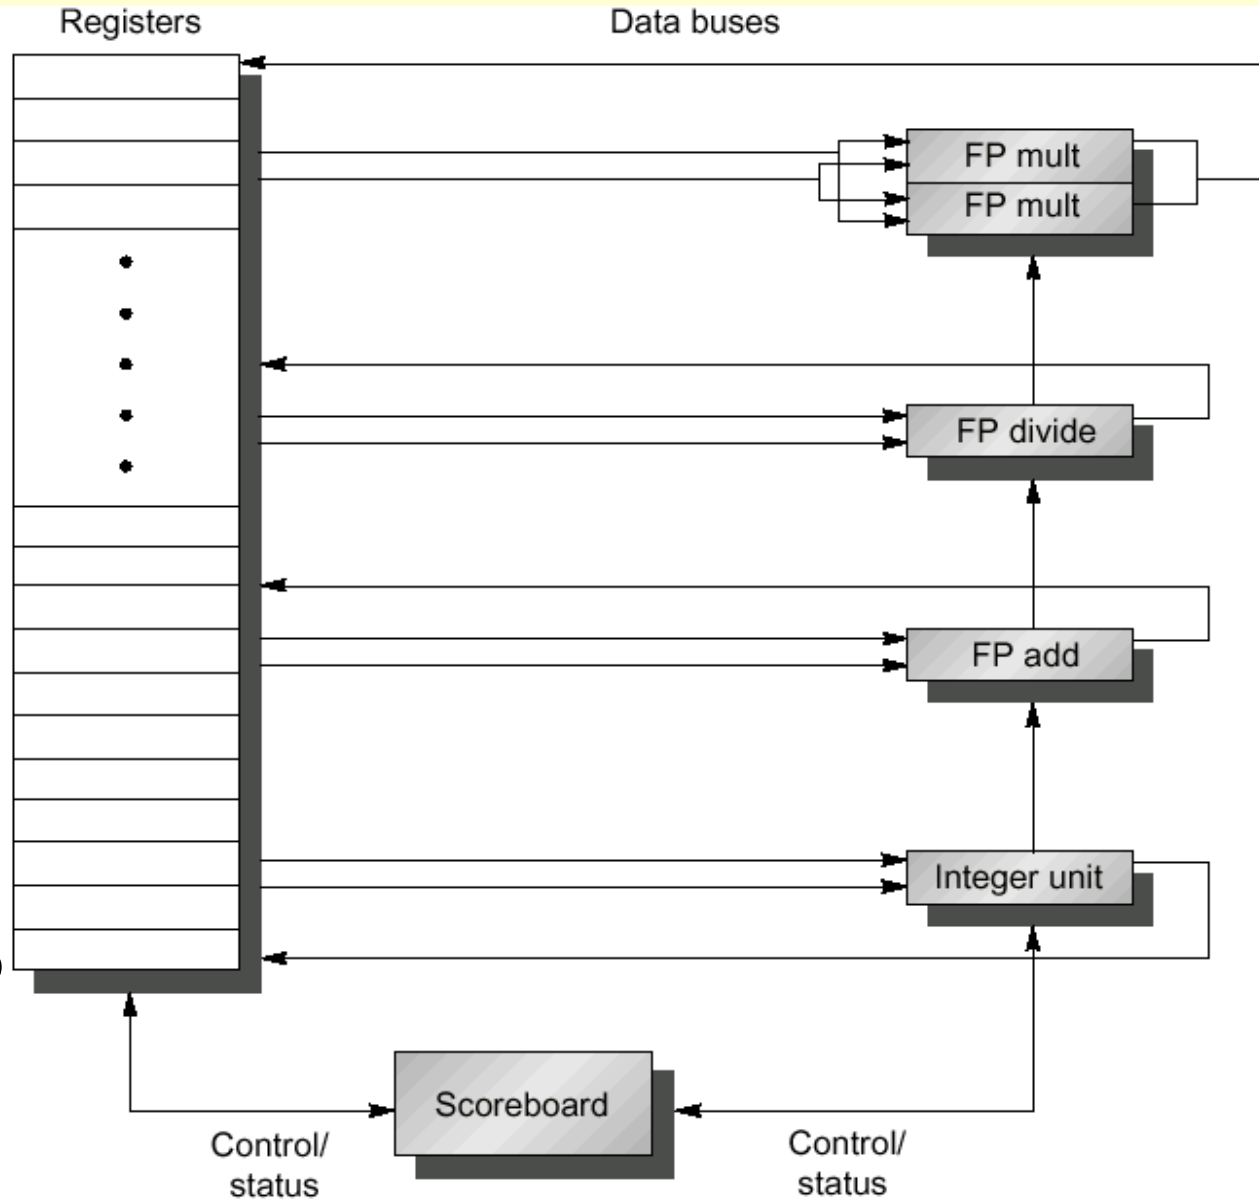 Registers
Data buses
FP mult
FP mult
FP divide
FP add
Integer unit
)
Scoreboard
Control/
status
Control/
status